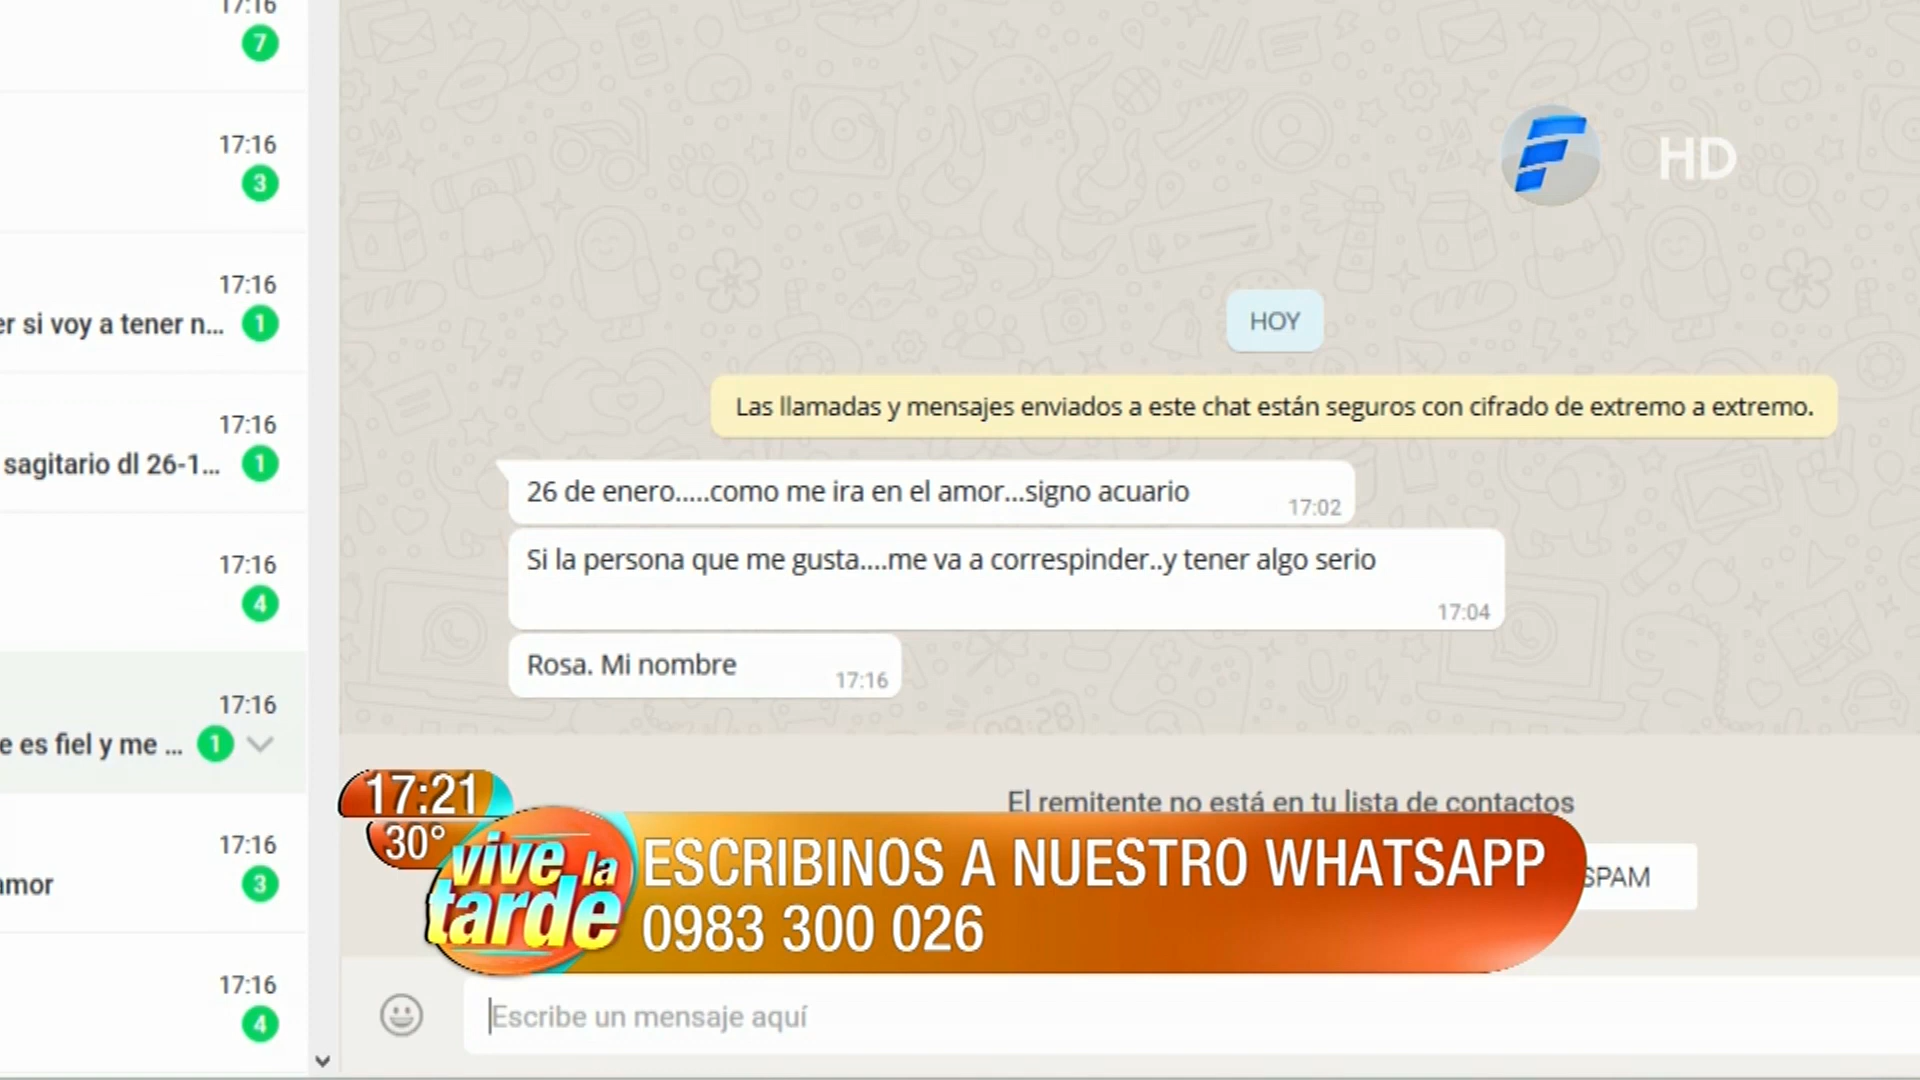 17:16
7
17:16
3
17:16
er si voy a tener n... 1
17:16
sagitario dl 26-1... 1
17:16
4
17:16
e es fiel y me ... 1
17:16
amor 3
17:16
4
F HD
HOY
Las llamadas y mensajes enviados a este chat están seguros con cifrado de extremo a extremo.
26 de enero.....como me ira en el amor...signo acuario 17:02
Si la persona que me gusta....me va a correspinder..y tener algo serio
17:04
Rosa. Mi nombre 17:16
El remitente no está en tu lista de contactos
SPAM
17:21
30°
vive la
tarde
ESCRIBINOS A NUESTRO WHATSAPP
0983 300 026
Escribe un mensaje aquí